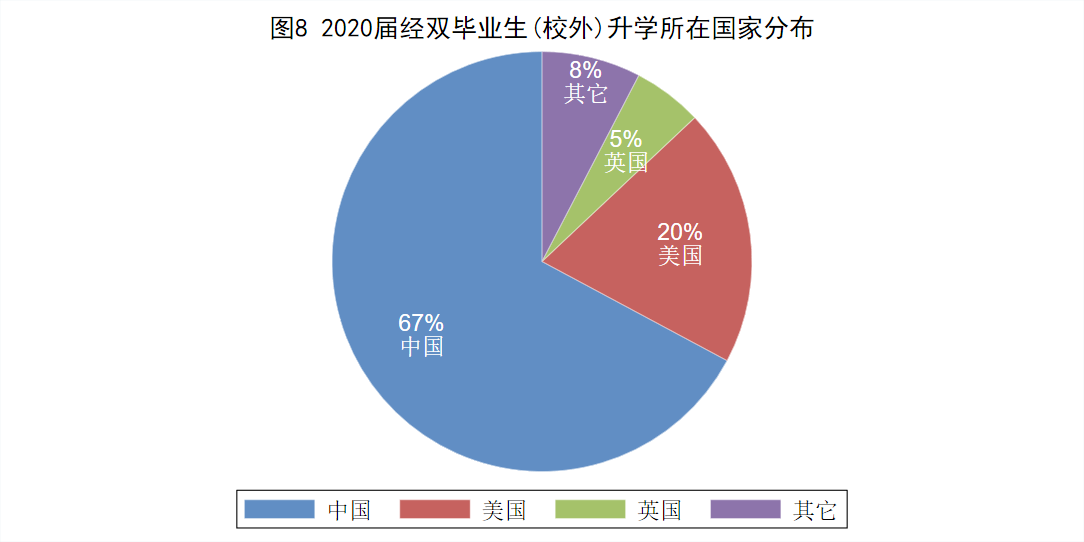 图8 2020届经双毕业生(校外)升学所在国家分布
8%
其它
5%
英国
20%
美国
67%
中国
中国 美国 英国 其它